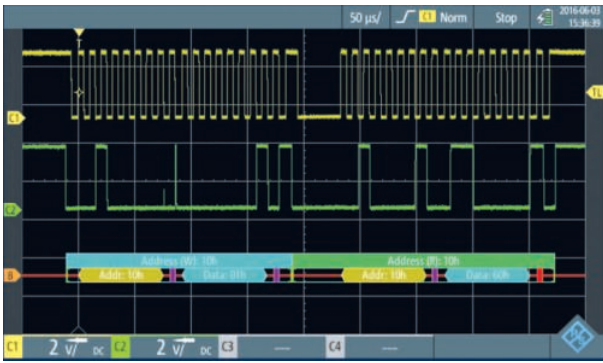 50 µs/ C1 Norm Stop 2016-06-03
15:36:39
T
C1 TL
C2
Address (W): 10h Address (R): 10h
B Addr: 10h Data: 01h Addr: 10h Data: 60h
C1 2 V/ DC C2 2 V/ DC C3 --- C4 ---